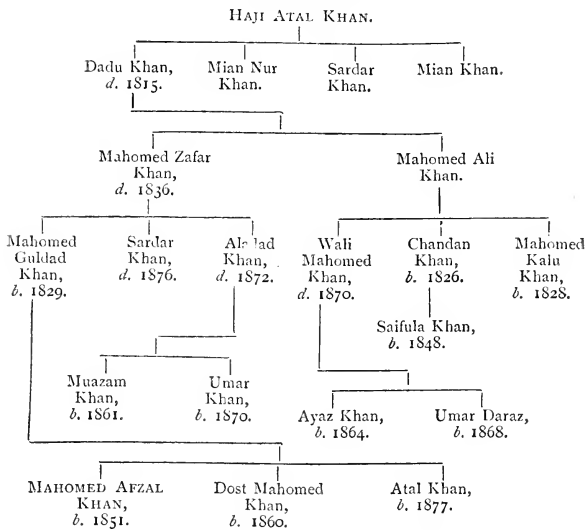 HAJI ATAL KHAN.
Dadu Khan,
d. 1815.
Mian Nur
Khan.
Sardar
Khan.
Mian Khan.
Mahomed Zafar
Khan,
d. 1836.
Mahomed Ali
Khan.
Mahomed
Guldad
Khan,
b. 1829.
Sardar
Khan,
d. 1876.
Khan,
d. 1872.
Wali
Mahomed
Khan,
d. 1870.
Chandan
Khan,
b. 1826.
Mahomed
Kalu
Khan,
b. 1828.
Saifula Khan,
b. 1848.
Muazam
Khan,
b. 1861.
Umar
Khan,
b. 1870.
Ayaz Khan,
b. 1864.
Umar Daraz,
b. 1868.
MAHOMED AFZAL
KHAN,
b. 1851.
Dost Mahomed
Khan,
b. 1860.
Atal Khan,
b. 1877.